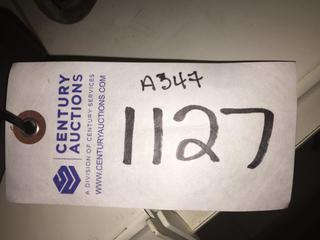 A347
1127
CENTURY
AUCTIONS
A DIVISION OF CENTURY SERVICES
WWW.CENTURYAUCTIONS.COM